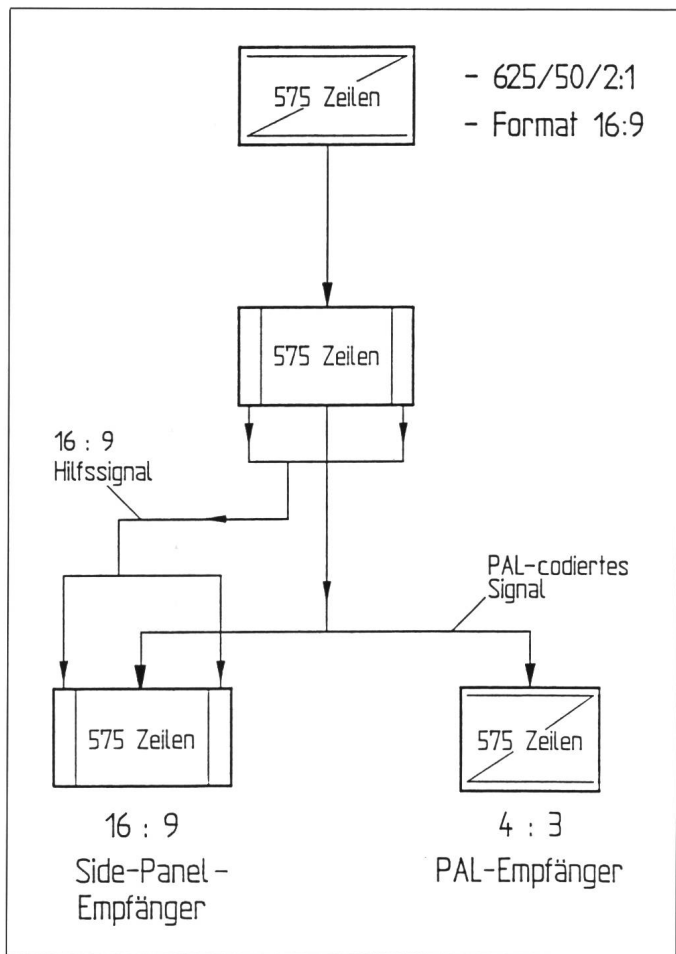 575 Zeilen
- 625/50/2:1
- Format 16:9
575 Zeilen
16 : 9
Hilfssignal
PAL-codiertes
Signal
575 Zeilen
575 Zeilen
16 : 9
Side-Panel-
Empfänger
4 : 3
PAL-Empfänger